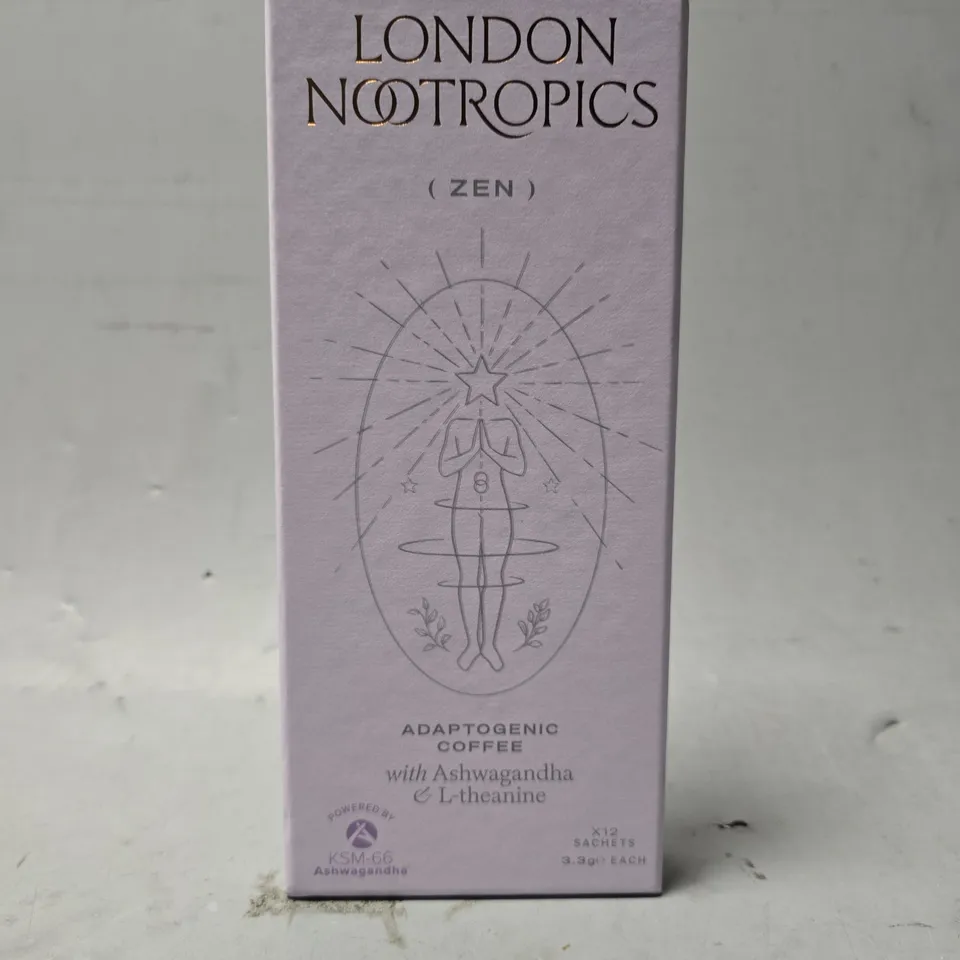 LONDON
NOOTROPICS
( ZEN )
ADAPTOGENIC
COFFEE
with Ashwagandha
& L-theanine
POWERED BY
KSM-66
Ashwagandha
X12
SACHETS
3.3g℮ EACH